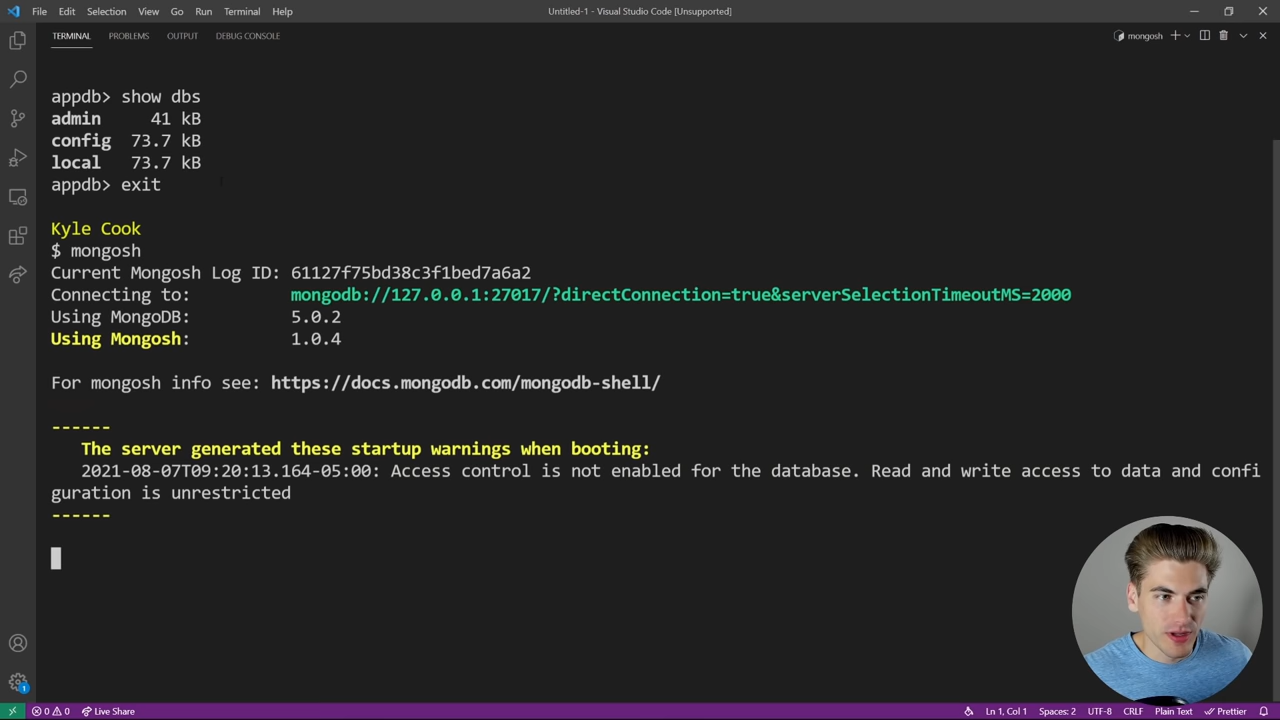 File Edit Selection View Go Run Terminal Help
Untitled-1 - Visual Studio Code [Unsupported]
TERMINAL PROBLEMS OUTPUT DEBUG CONSOLE
mongosh
appdb> show dbs
admin 41 kB
config 73.7 kB
local 73.7 kB
appdb> exit
Kyle Cook
$ mongosh
Current Mongosh Log ID: 61127f75bd38c3f1bed7a6a2
Connecting to: mongodb://127.0.0.1:27017/?directConnection=true&serverSelectionTimeoutMS=2000
Using MongoDB: 5.0.2
Using Mongosh: 1.0.4
For mongosh info see: https://docs.mongodb.com/mongodb-shell/
------
The server generated these startup warnings when booting:
2021-08-07T09:20:13.164-05:00: Access control is not enabled for the database. Read and write access to data and confi
guration is unrestricted
------
1
0 0 Live Share
Ln 1, Col 1 Spaces: 2 UTF-8 CRLF Plain Text Prettier